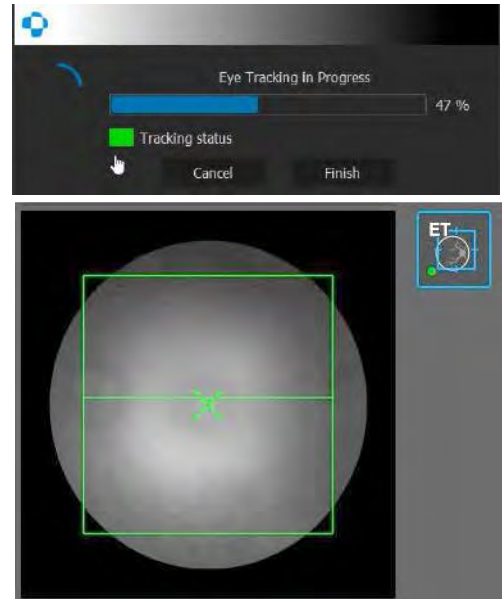 Eye Tracking in Progress
47 %
Tracking status
Cancel Finish
ET